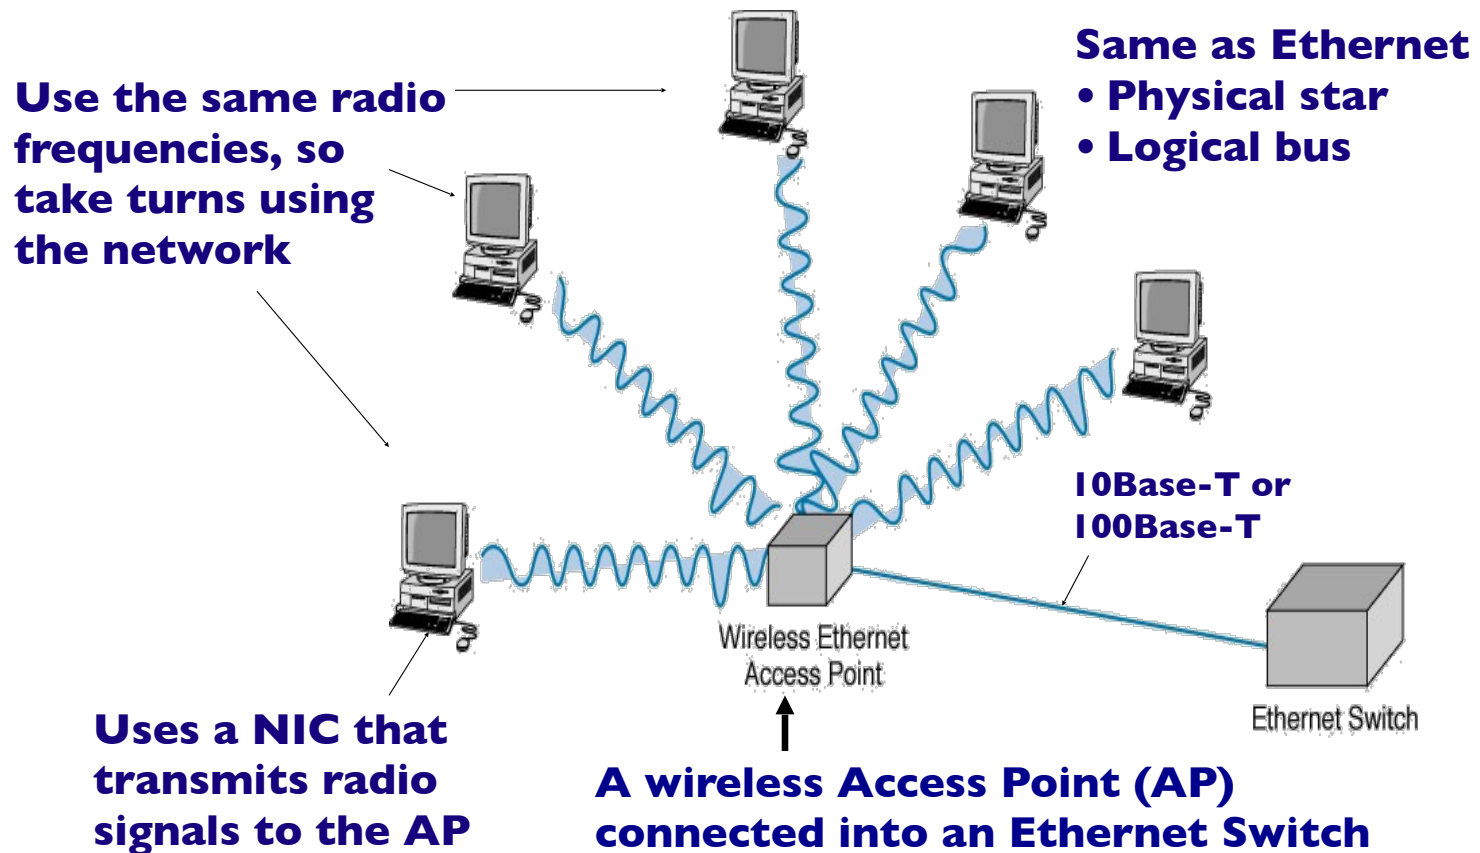 Use the same radio
frequencies, so
take turns using
the network
Same as Ethernet
• Physical star
• Logical bus
10Base-T or
100Base-T
Wireless Ethernet
Access Point
Ethernet Switch
Uses a NIC that
transmits radio
signals to the AP
A wireless Access Point (AP)
connected into an Ethernet Switch